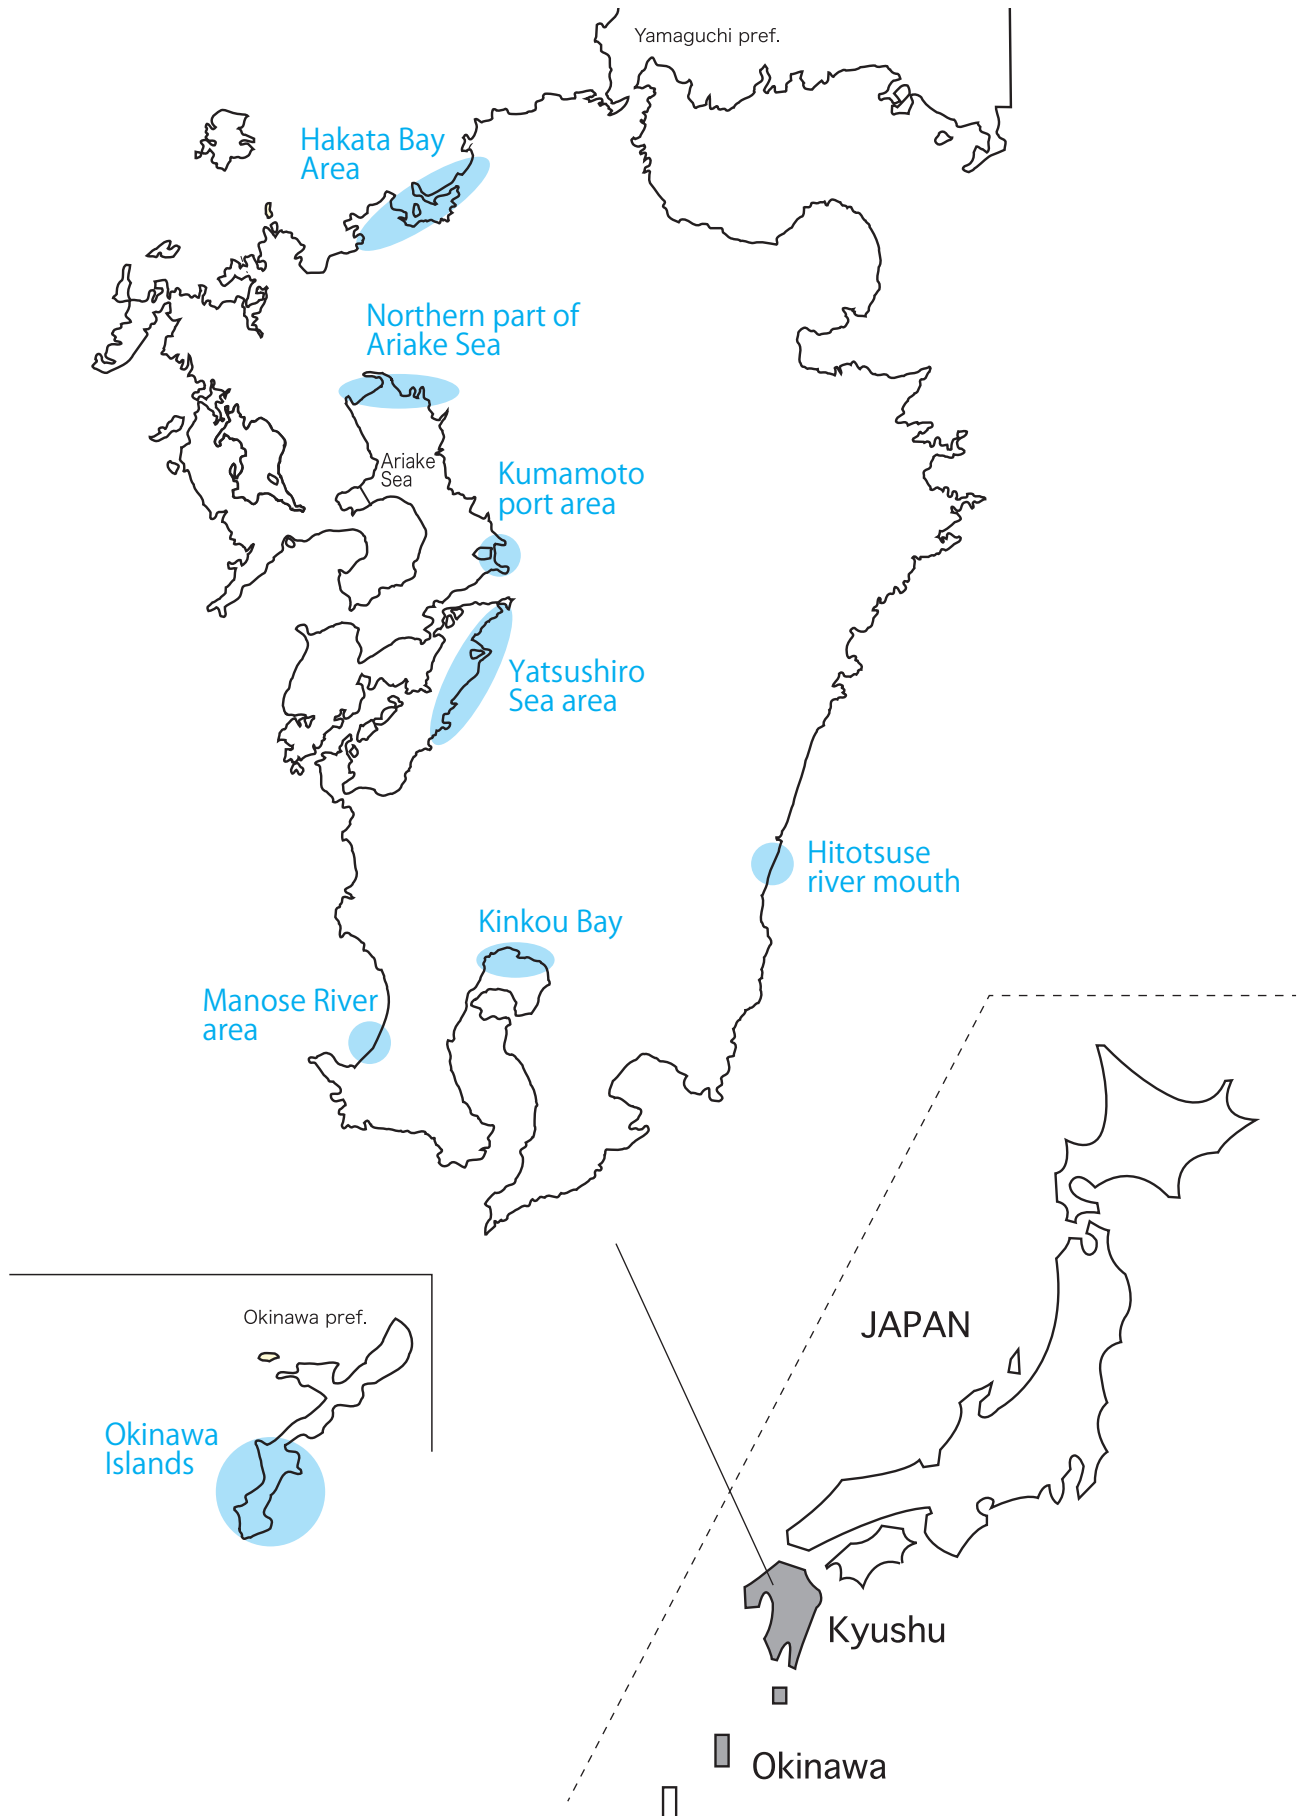 Yamaguchi pref.
Hakata Bay
Area
Northern part of
Ariake Sea
Ariake
Sea
Kumamoto
port area
Yatsushiro
Sea area
Hitotsuse
river mouth
Kinkou Bay
Manose River
area
Okinawa pref.
Okinawa
Islands
JAPAN
Kyushu
Okinawa